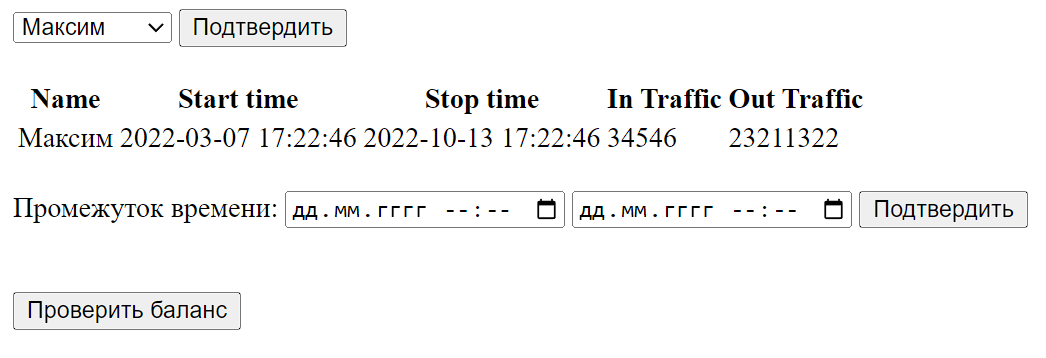 Максим Подтвердить
Name Start time Stop time In Traffic Out Traffic
Максим 2022-03-07 17:22:46 2022-10-13 17:22:46 34546 23211322
Промежуток времени: дд.мм.гггг --:-- дд.мм.гггг --:-- Подтвердить
Проверить баланс